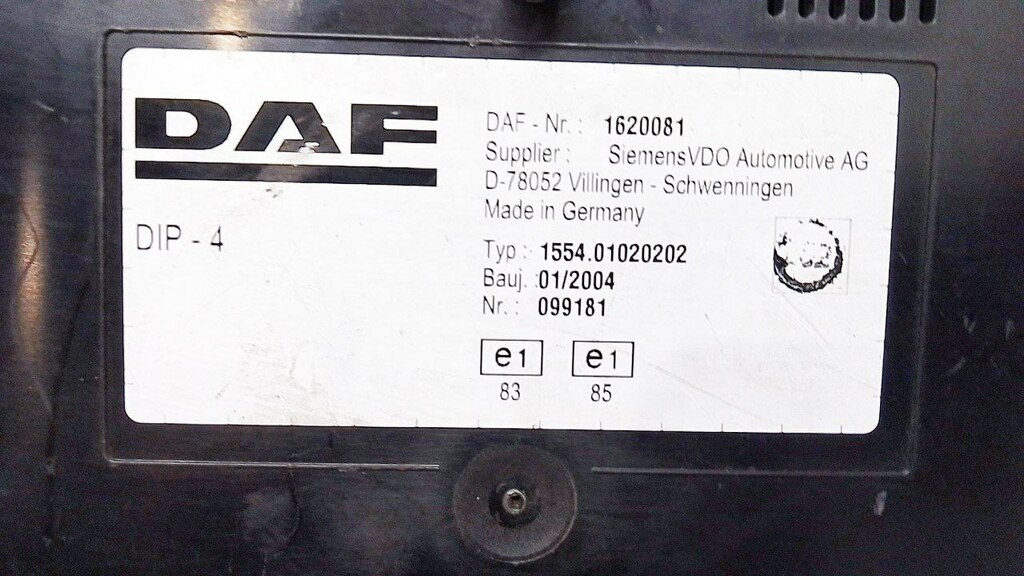 DAF
DIP - 4
DAF - Nr. : 1620081
Supplier : SiemensVDO Automotive AG
D-78052 Villingen - Schwenningen
Made in Germany
Typ : 1554.01020202
Bauj. :01/2004
Nr. : 099181
e1 e1
83 85